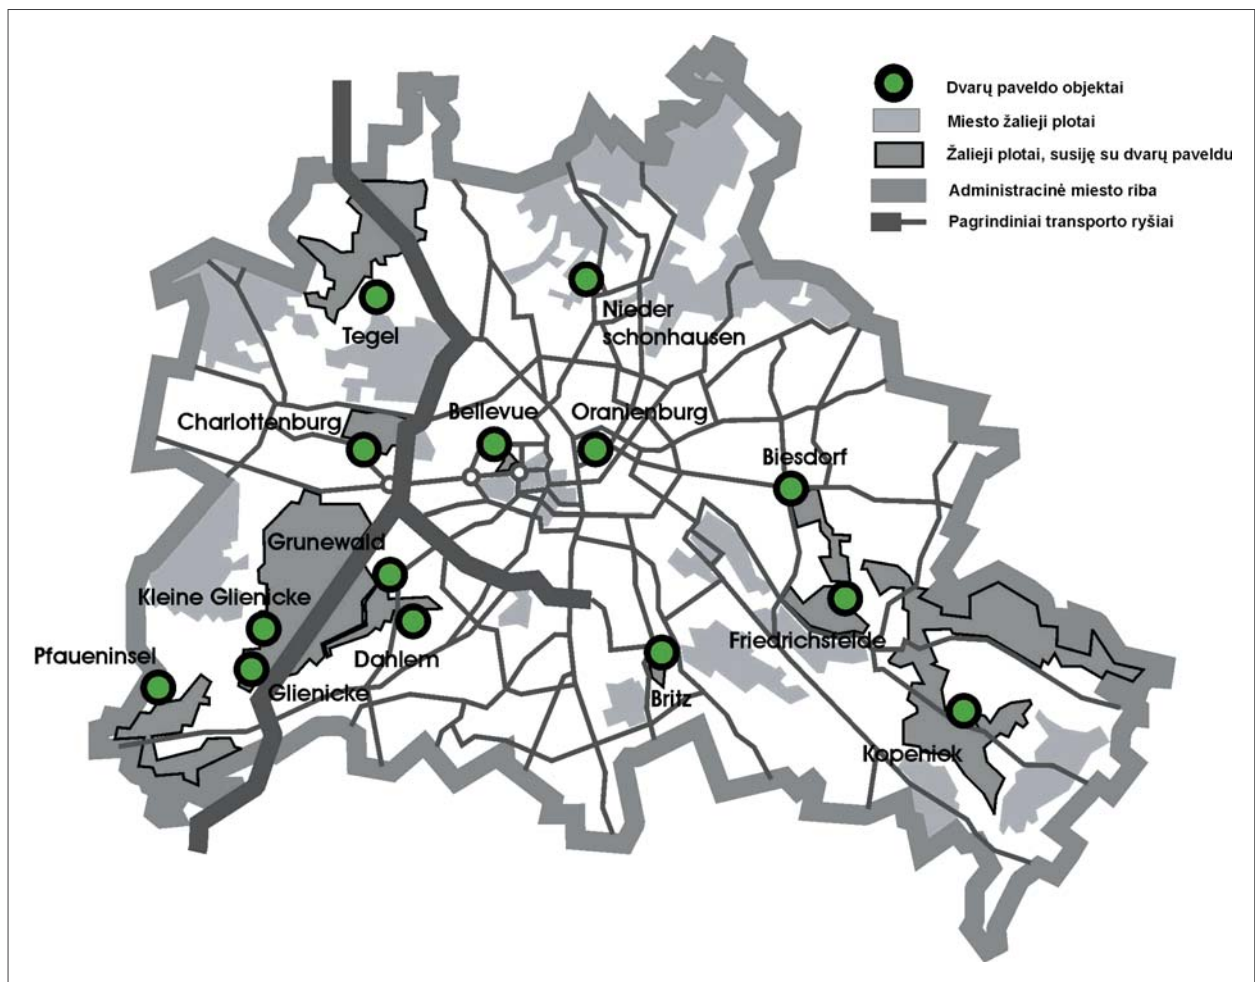 Dvarų paveldo objektai
Miesto žalieji plotai
Žalieji plotai, susiję su dvarų paveldu
Administracinė miesto riba
Pagrindiniai transporto ryšiai
Tegel
Nieder
schonhausen
Charlottenburg
Bellevue
Oranienburg
Biesdorf
Grunewald
Kleine Glienicke
Pfaueninsel
Dahlem
Glienicke
Friedrichsfelde
Britz
Kopeniek